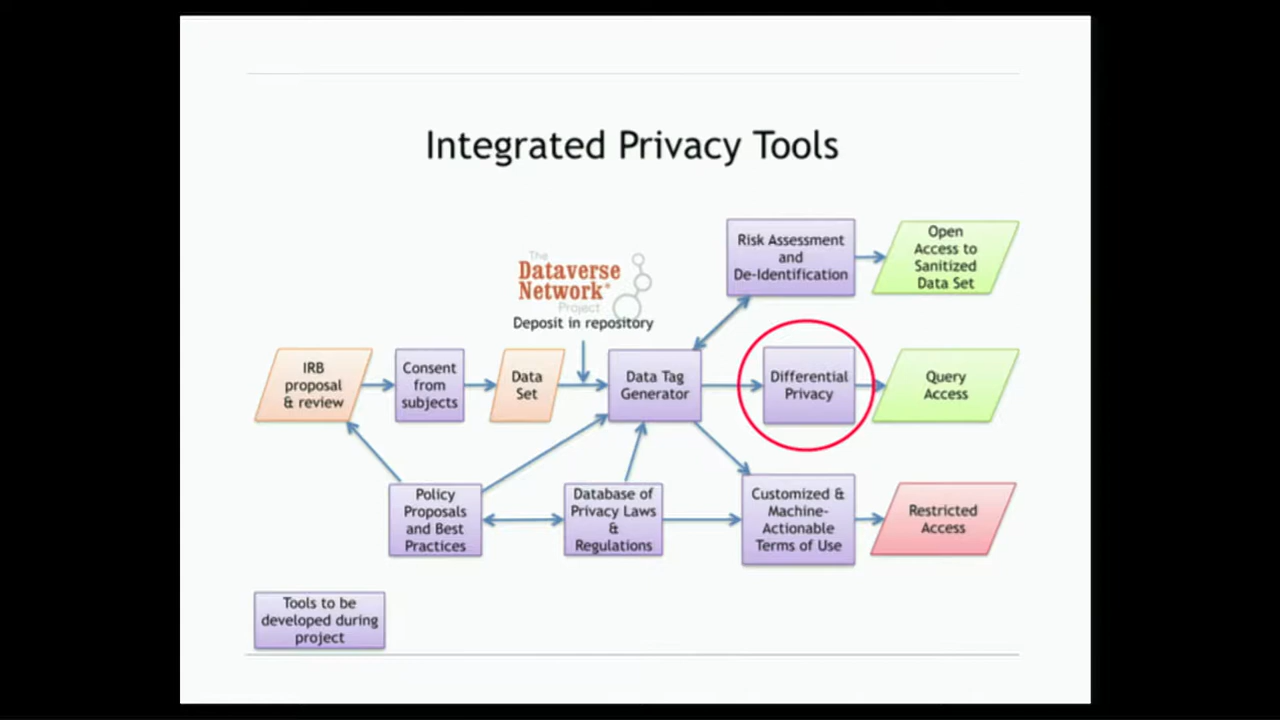 Integrated Privacy Tools
Risk Assessment
and
De-Identification
Open
Access to
Sanitized
Data Set
The
Dataverse
Network®
Project
Deposit in repository
IRB
proposal
& review
Consent
from
subjects
Data
Set
Data Tag
Generator
Differential
Privacy
Query
Access
Policy
Proposals
and Best
Practices
Database of
Privacy Laws
&
Regulations
Customized &
Machine-
Actionable
Terms of Use
Restricted
Access
Tools to be
developed during
project